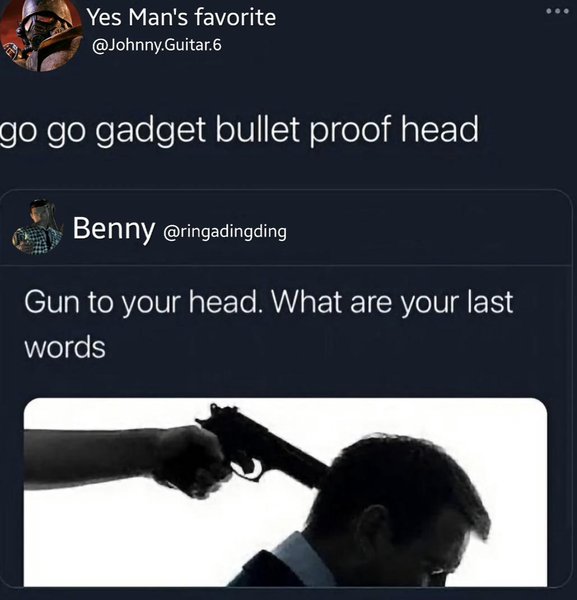 Yes Man's favorite
@Johnny.Guitar.6
go go gadget bullet proof head
Benny @ringadingding
Gun to your head. What are your last
words